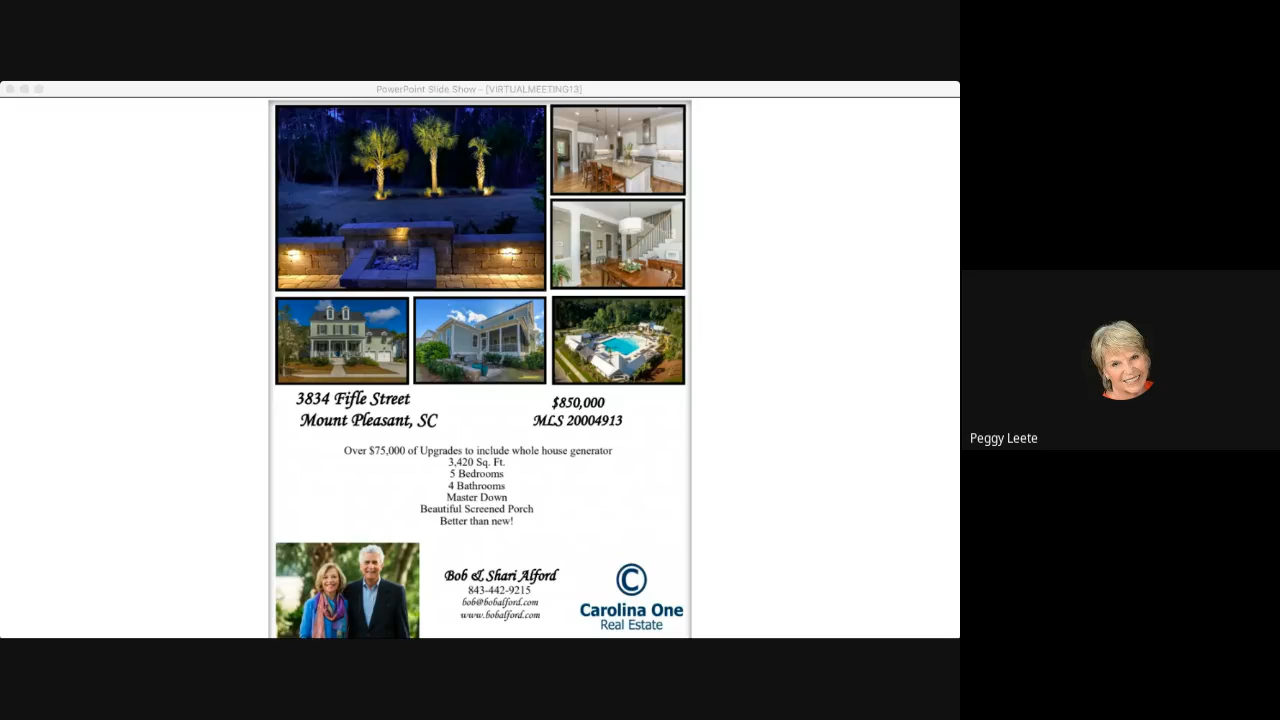 PowerPoint Slide Show - [VIRTUALMEETING13]
3834 Fifle Street
Mount Pleasant, SC
$850,000
MLS 20004913
Over $75,000 of Upgrades to include whole house generator
3,420 Sq. Ft.
5 Bedrooms
4 Bathrooms
Master Down
Beautiful Screened Porch
Better than new!
Bob & Shari Alford
843-442-9215
bob@bobalford.com
www.bobalford.com
C
Carolina One
Real Estate
Peggy Leete